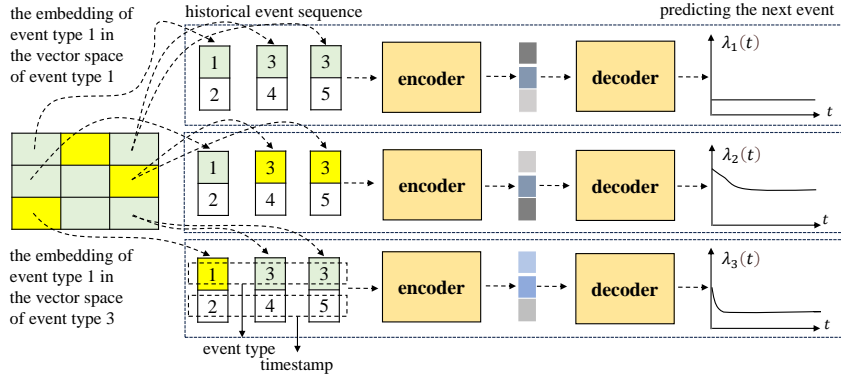 the embedding of
event type 1 in
the vector space
of event type 1
historical event sequence
predicting the next event
1 3 3
2 4 5
encoder
decoder
λ₁(t)
t
1 3 3
2 4 5
encoder
decoder
λ₂(t)
t
the embedding of
event type 1 in
the vector space
of event type 3
1 3 3
2 4 5
encoder
decoder
λ₃(t)
t
event type
timestamp